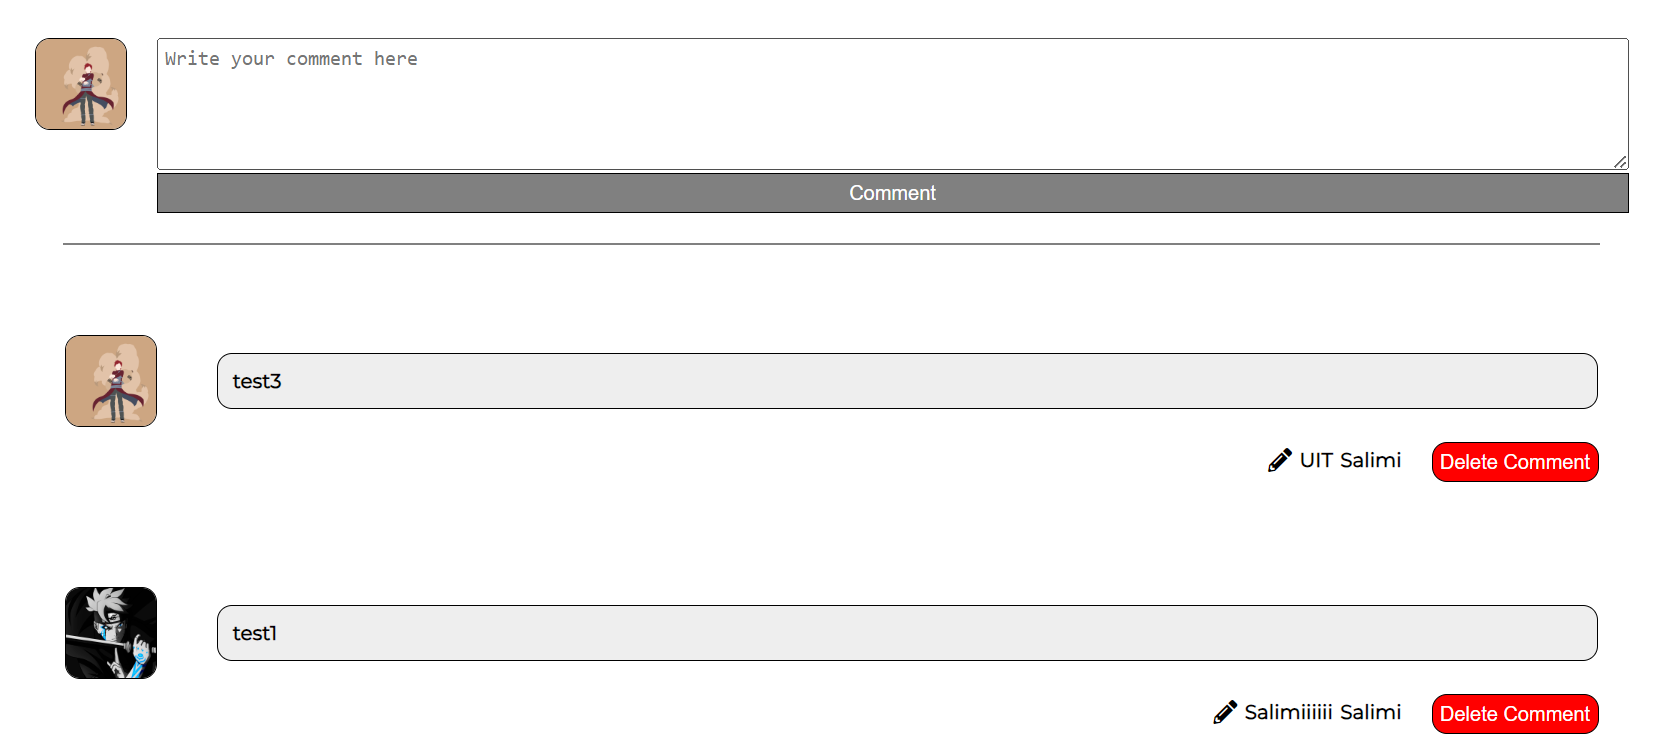 Write your comment here
Comment
test3
UIT Salimi
Delete Comment
test1
Salimiiiiii Salimi
Delete Comment